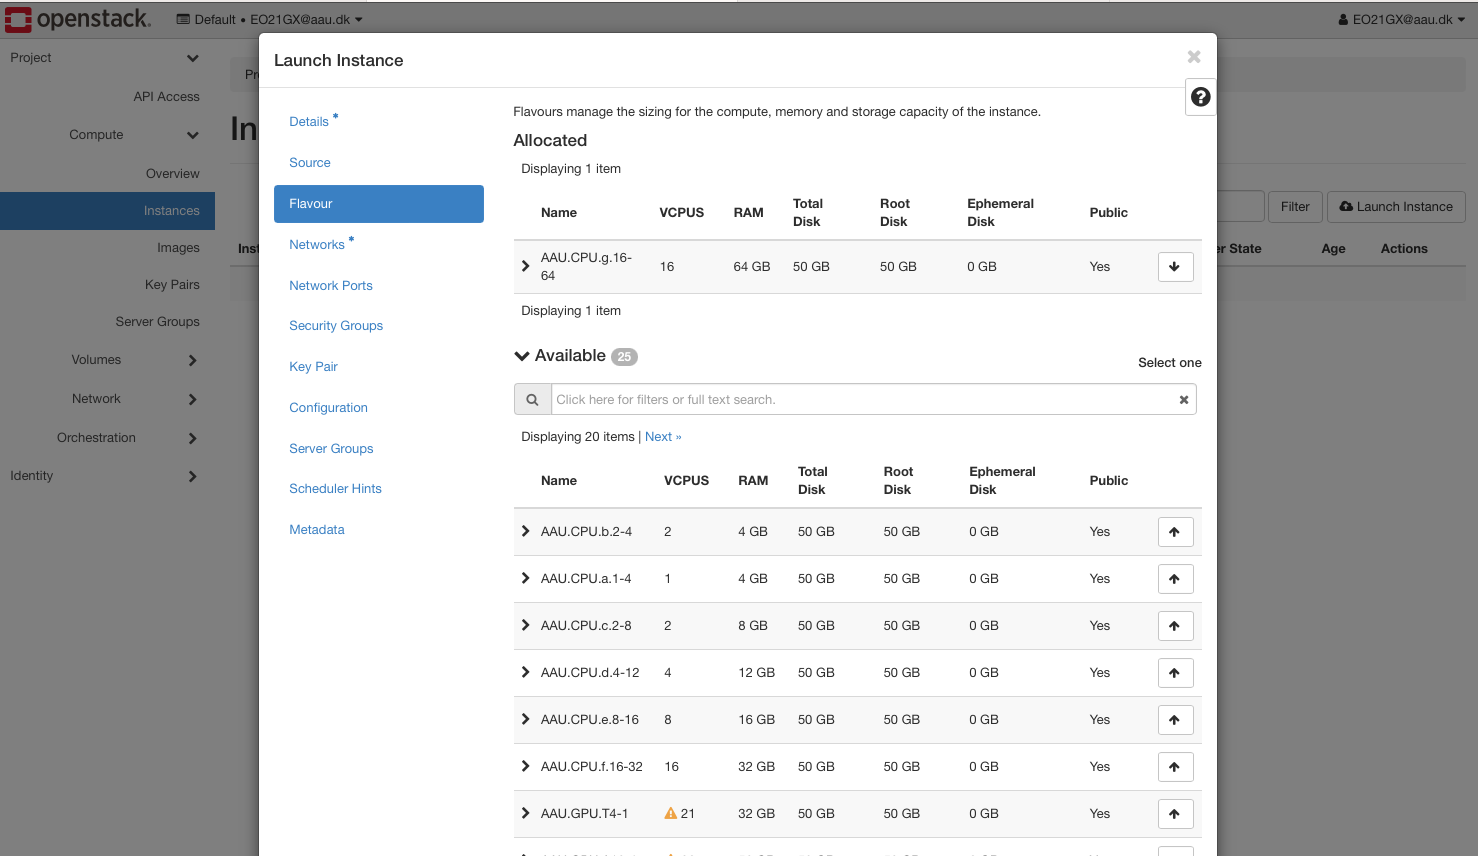 openstack.
Default • EO21GX@aau.dk
EO21GX@aau.dk
Project
API Access
Compute
Overview
Instances
Images
Key Pairs
Server Groups
Volumes
Network
Orchestration
Identity
Pr
In
Filter
Launch Instance
Inst
r State
Age
Actions
Launch Instance
Details *
Source
Flavour
Networks *
Network Ports
Security Groups
Key Pair
Configuration
Server Groups
Scheduler Hints
Metadata
Flavours manage the sizing for the compute, memory and storage capacity of the instance.
Allocated
Displaying 1 item
Name VCPUS RAM Total Disk Root Disk Ephemeral Disk Public
AAU.CPU.g.16-64 16 64 GB 50 GB 50 GB 0 GB Yes
Displaying 1 item
Available 25
Select one
Click here for filters or full text search.
Displaying 20 items | Next »
Name VCPUS RAM Total Disk Root Disk Ephemeral Disk Public
AAU.CPU.b.2-4 2 4 GB 50 GB 50 GB 0 GB Yes
AAU.CPU.a.1-4 1 4 GB 50 GB 50 GB 0 GB Yes
AAU.CPU.c.2-8 2 8 GB 50 GB 50 GB 0 GB Yes
AAU.CPU.d.4-12 4 12 GB 50 GB 50 GB 0 GB Yes
AAU.CPU.e.8-16 8 16 GB 50 GB 50 GB 0 GB Yes
AAU.CPU.f.16-32 16 32 GB 50 GB 50 GB 0 GB Yes
AAU.GPU.T4-1 21 32 GB 50 GB 50 GB 0 GB Yes